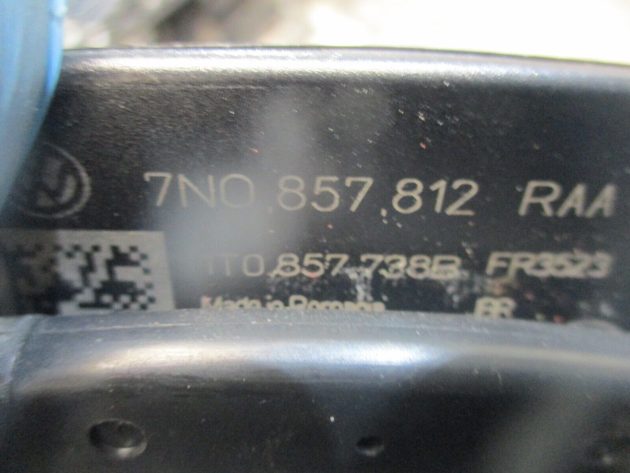 7N0.857.812 RAA
1T0.857.738B FR3523
Made in Romania